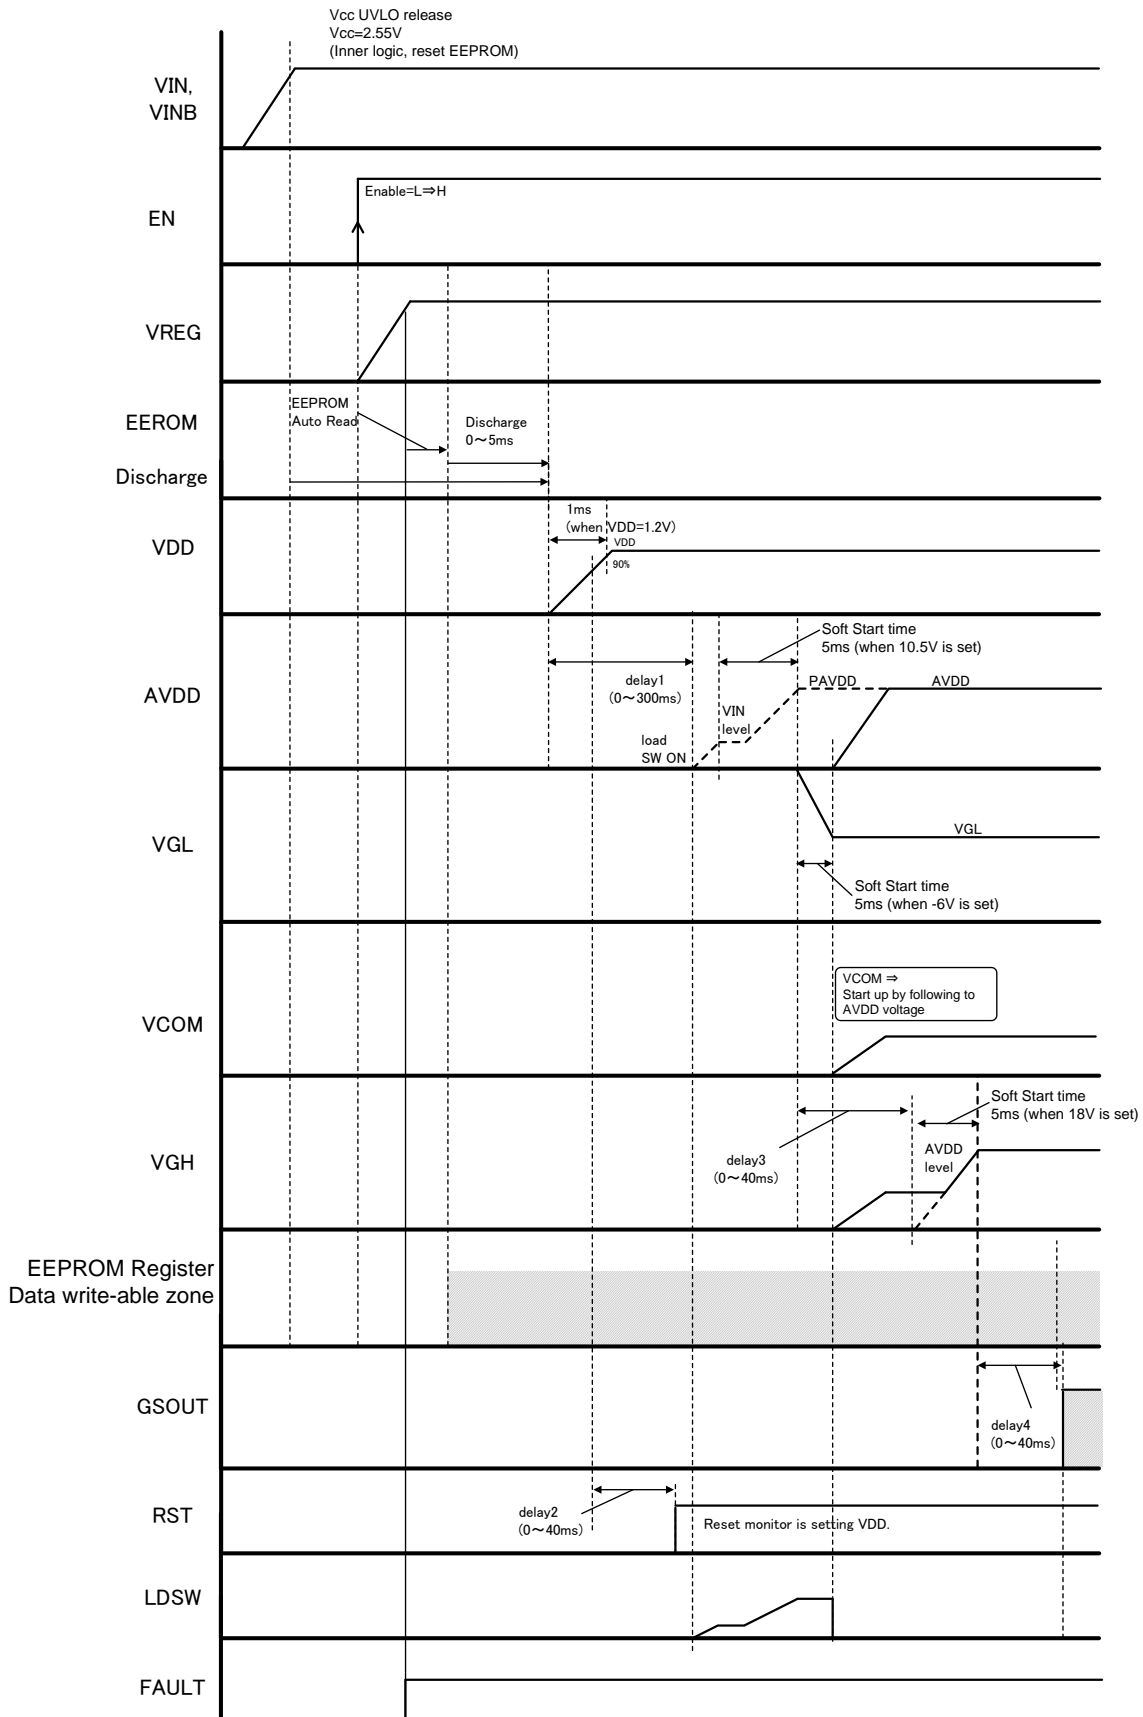 Vcc UVLO release
Vcc=2.55V
(Inner logic, reset EEPROM)
VIN,
VINB
Enable=L⇒H
EN
VREG
EEROM
EEPROM
Auto Read
Discharge
0～5ms
Discharge
1ms
(when VDD=1.2V)
VDD
VDD
90%
Soft Start time
5ms (when 10.5V is set)
delay1
(0～300ms)
PAVDD
AVDD
AVDD
VIN
level
load
SW ON
VGL
VGL
Soft Start time
5ms (when -6V is set)
VCOM ⇒
Start up by following to
AVDD voltage
VCOM
Soft Start time
5ms (when 18V is set)
VGH
delay3
(0～40ms)
AVDD
level
EEPROM Register
Data write-able zone
GSOUT
delay4
(0～40ms)
RST
delay2
(0～40ms)
Reset monitor is setting VDD.
LDSW
FAULT